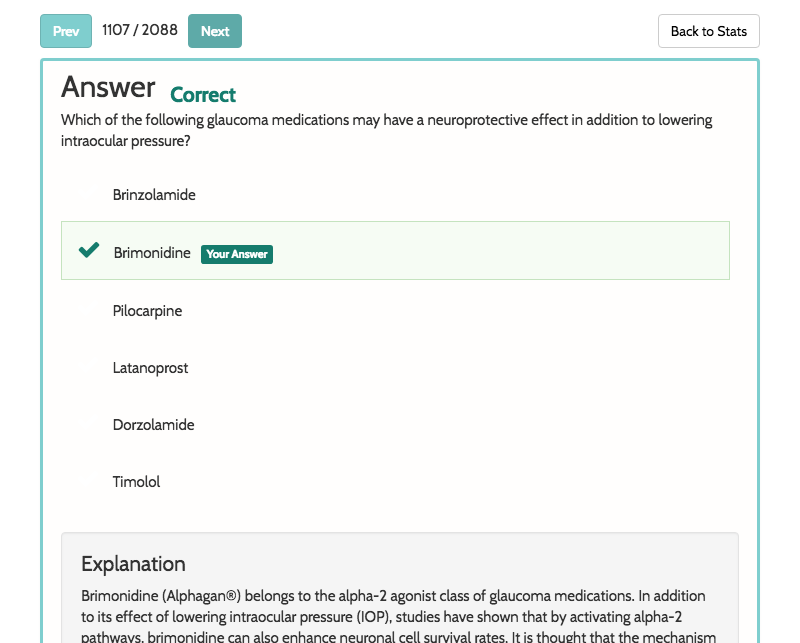 Prev 1107 / 2088 Next Back to Stats
Answer Correct
Which of the following glaucoma medications may have a neuroprotective effect in addition to lowering
intraocular pressure?
Brinzolamide
Brimonidine Your Answer
Pilocarpine
Latanoprost
Dorzolamide
Timolol
Explanation
Brimonidine (Alphagan®) belongs to the alpha-2 agonist class of glaucoma medications. In addition
to its effect of lowering intraocular pressure (IOP), studies have shown that by activating alpha-2
pathways, brimonidine can also enhance neuronal cell survival rates. It is thought that the mechanism